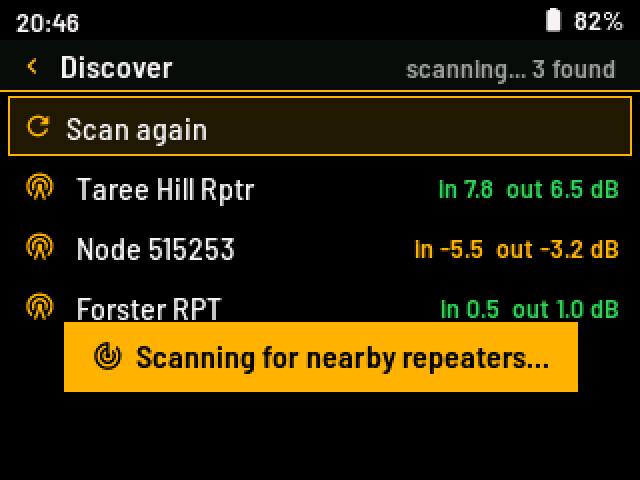 20:46 82%
Discover scanning... 3 found
Scan again
Taree Hill Rptr in 7.8 out 6.5 dB
Node 515253 in -5.5 out -3.2 dB
Forster RPT in 0.5 out 1.0 dB
Scanning for nearby repeaters...